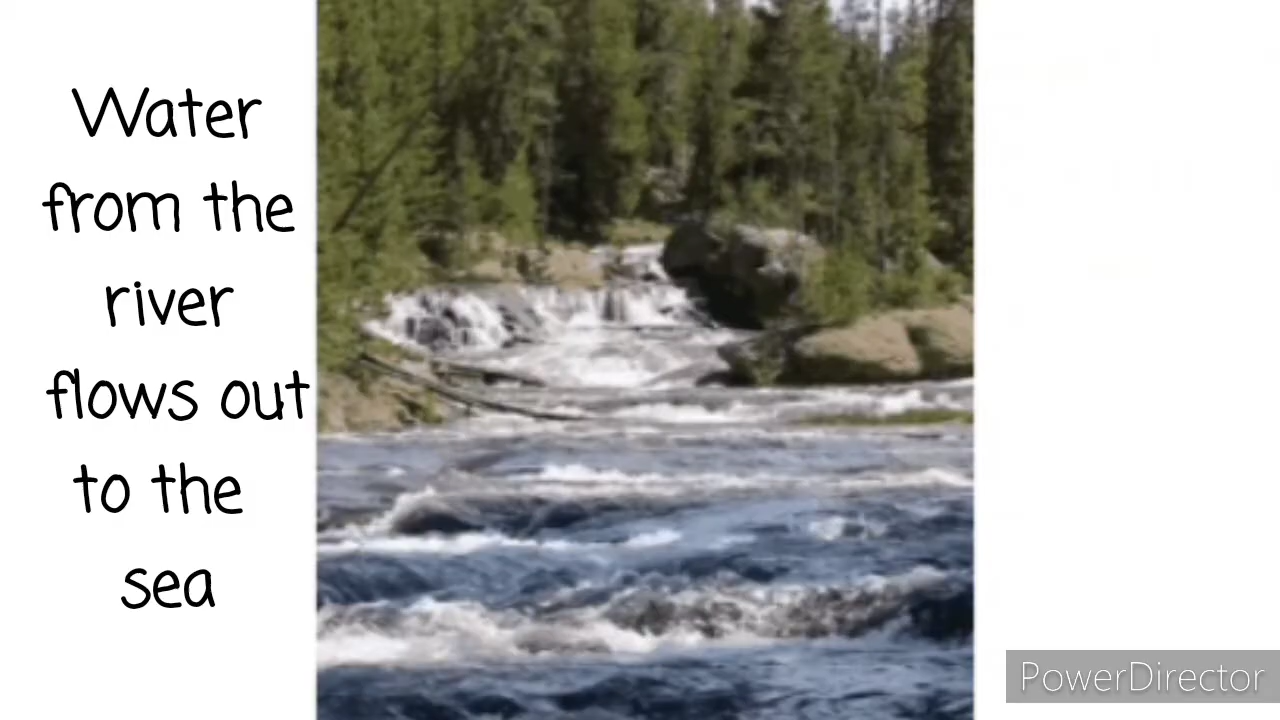 Water
from the
river
flows out
to the
sea
PowerDirector